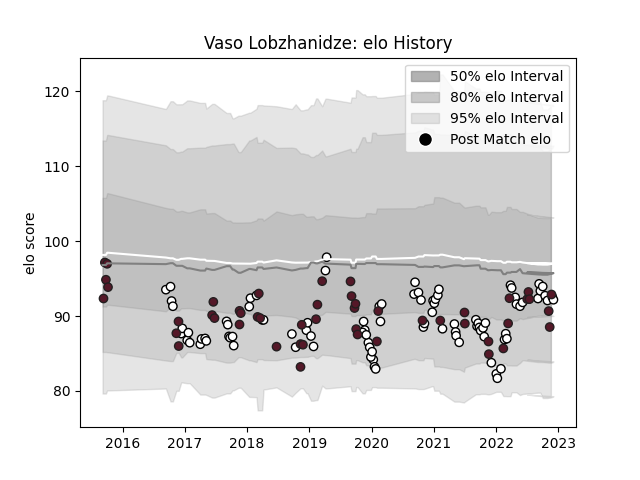 Vaso Lobzhanidze: elo History
50% elo Interval
80% elo Interval
95% elo Interval
Post Match elo
elo score
120
110
100
90
80
2016 2017 2018 2019 2020 2021 2022 2023